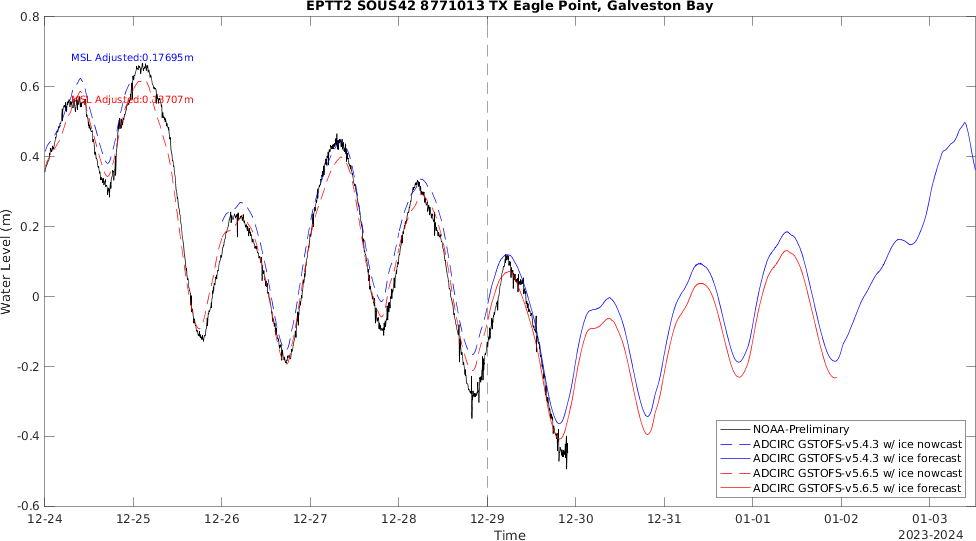 EPTT2 SOUS42 8771013 TX Eagle Point, Galveston Bay
0.8
0.6
0.4
0.2
0
-0.2
-0.4
-0.6
Water Level (m)
MSL Adjusted:0.17695m
MSL Adjusted:0.13707m
NOAA-Preliminary
ADCIRC GSTOFS-v5.4.3 w/ ice nowcast
ADCIRC GSTOFS-v5.4.3 w/ ice forecast
ADCIRC GSTOFS-v5.6.5 w/ ice nowcast
ADCIRC GSTOFS-v5.6.5 w/ ice forecast
12-24 12-25 12-26 12-27 12-28 12-29 12-30 12-31 01-01 01-02 01-03
Time
2023-2024